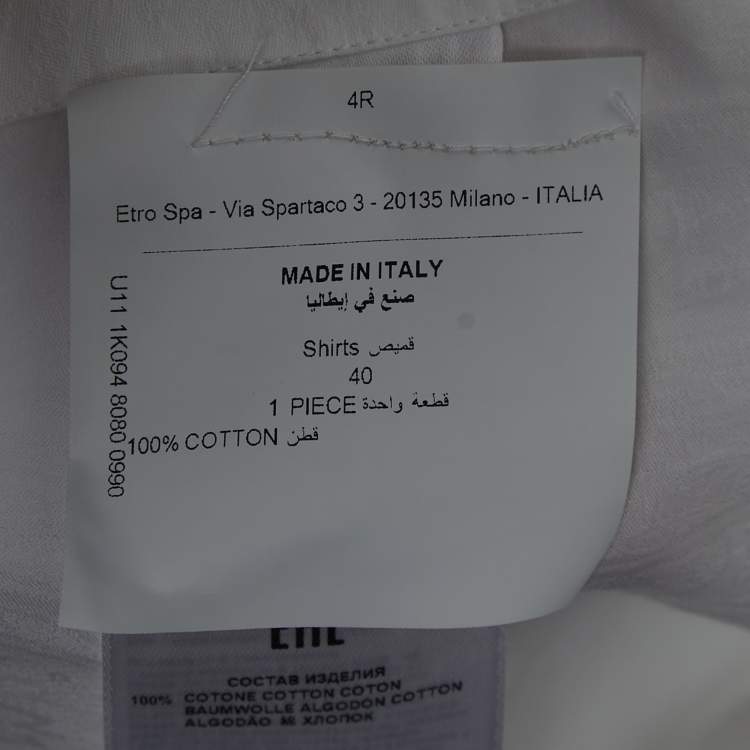 4R
Etro Spa - Via Spartaco 3 - 20135 Milano - ITALIA
MADE IN ITALY
صنع في إيطاليا
Shirts قميص
40
1 PIECE قطعة واحدة
100% COTTON قطن
U11 1K094 8080 0990
СОСТАВ ИЗДЕЛИЯ
100% COTONE COTTON COTON
BAUMWOLLE ALGODON COTTON
ALGODÃO ХЛОПОК